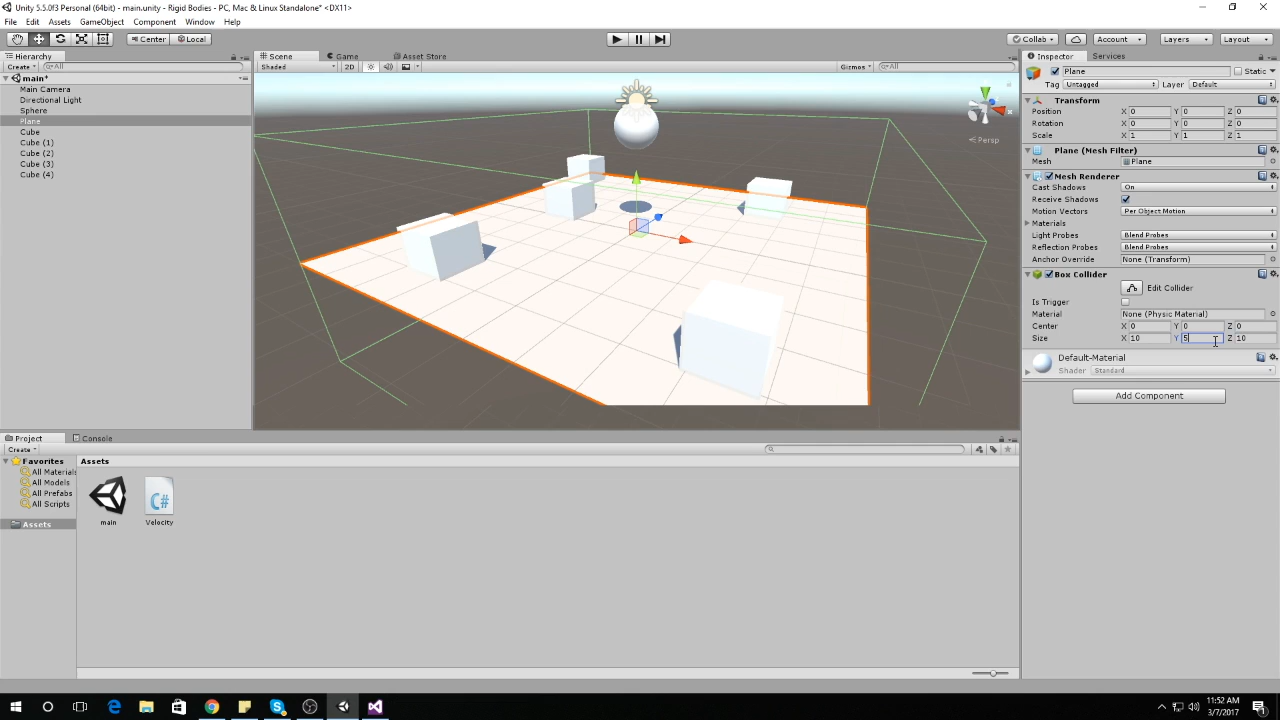 Unity 5.5.0f3 Personal (64bit) - main.unity - Rigid Bodies - PC, Mac & Linux Standalone* <DX11>
File Edit Assets GameObject Component Window Help
Center Local Collab Account Layers Layout
Hierarchy
Create All
main*
Main Camera
Directional Light
Sphere
Plane
Cube
Cube (1)
Cube (2)
Cube (3)
Cube (4)
Scene Game Asset Store
Shaded 2D Gizmos All
Persp
Inspector Services
Plane Static
Tag Untagged Layer Default
Transform
Position X 0 Y 0 Z 0
Rotation X 0 Y 0 Z 0
Scale X 1 Y 1 Z 1
Plane (Mesh Filter)
Mesh Plane
Mesh Renderer
Cast Shadows On
Receive Shadows
Motion Vectors Per Object Motion
Materials
Light Probes Blend Probes
Reflection Probes Blend Probes
Anchor Override None (Transform)
Box Collider
Edit Collider
Is Trigger
Material None (Physic Material)
Center X 0 Y 0 Z 0
Size X 10 Y 5 Z 10
Default-Material
Shader Standard
Add Component
Project Console
Create
Favorites
All Materials
All Models
All Prefabs
All Scripts
Assets
Assets
main Velocity
C#
11:52 AM
3/7/2017